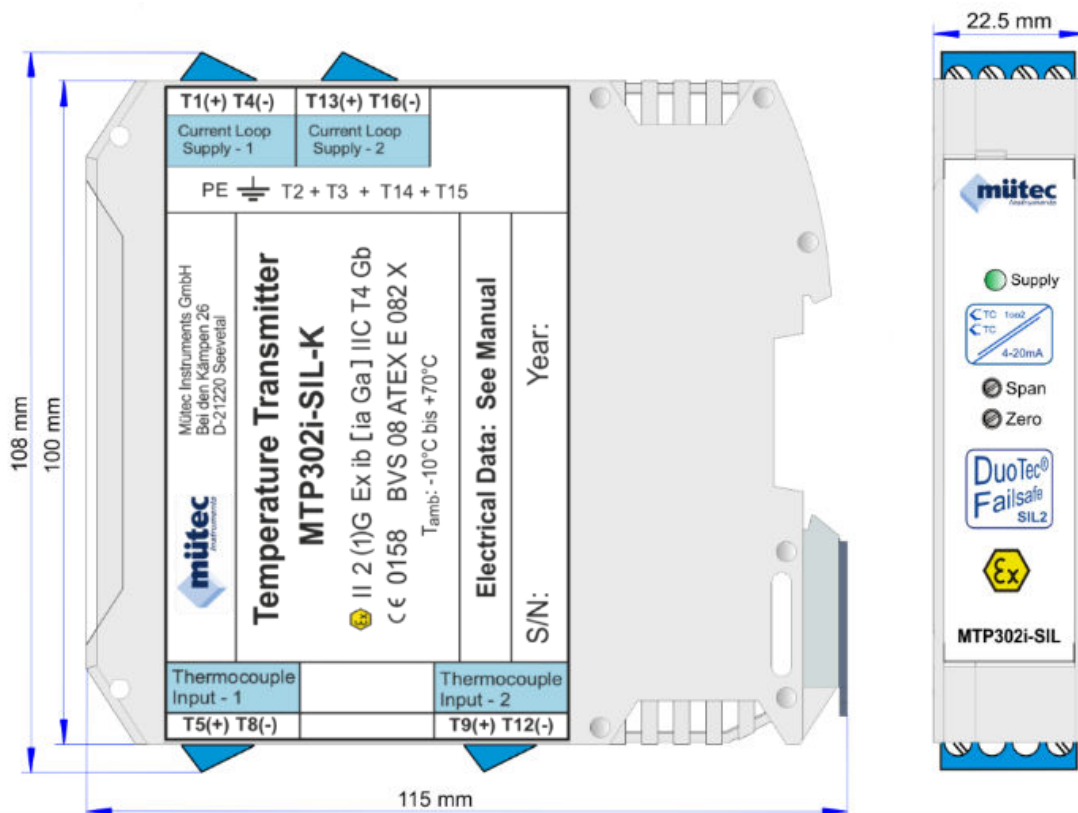 22.5 mm
108 mm
100 mm
115 mm
T1(+) T4(-)
T13(+) T16(-)
Current Loop
Supply - 1
Current Loop
Supply - 2
PE T2 + T3 + T14 + T15
Mütec Instruments GmbH
Bei den Kämpen 26
D-21220 Seevetal
mütec
Instruments
Temperature Transmitter
MTP302i-SIL-K
Ex II 2 (1)G Ex ib [ia Ga] IIC T4 Gb
CE 0158 BVS 08 ATEX E 082 X
Tamb: -10°C bis +70°C
Electrical Data: See Manual
S/N: Year:
Thermocouple
Input - 1
Thermocouple
Input - 2
T5(+) T8(-)
T9(+) T12(-)
mütec
Instruments
Supply
TC 1oo2
TC
4-20mA
Span
Zero
DuoTec®
Failsafe
SIL2
Ex
MTP302i-SIL